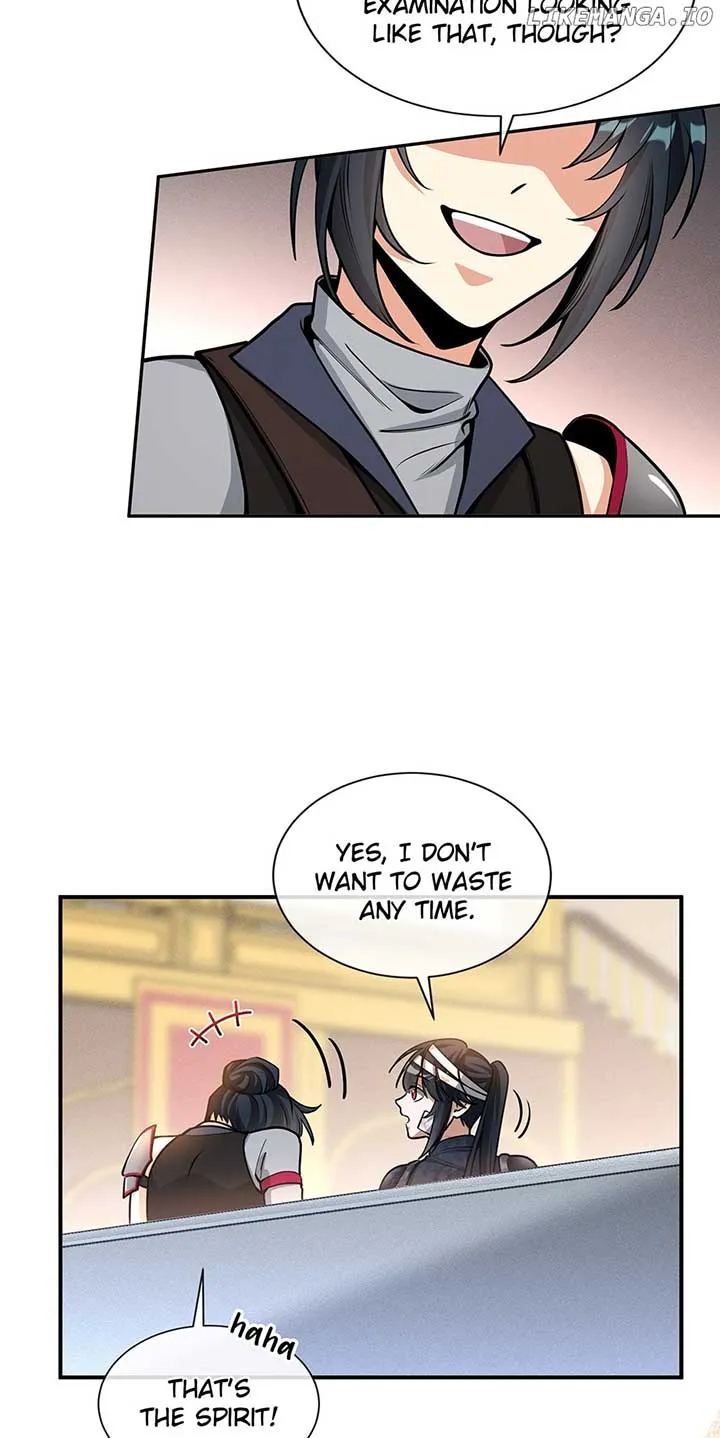 EXAMINATION LOOKING
LIKEMANGA.IO
LIKE THAT, THOUGH?
YES, I DON'T
WANT TO WASTE
ANY TIME.
haha
THAT'S
THE SPIRIT!